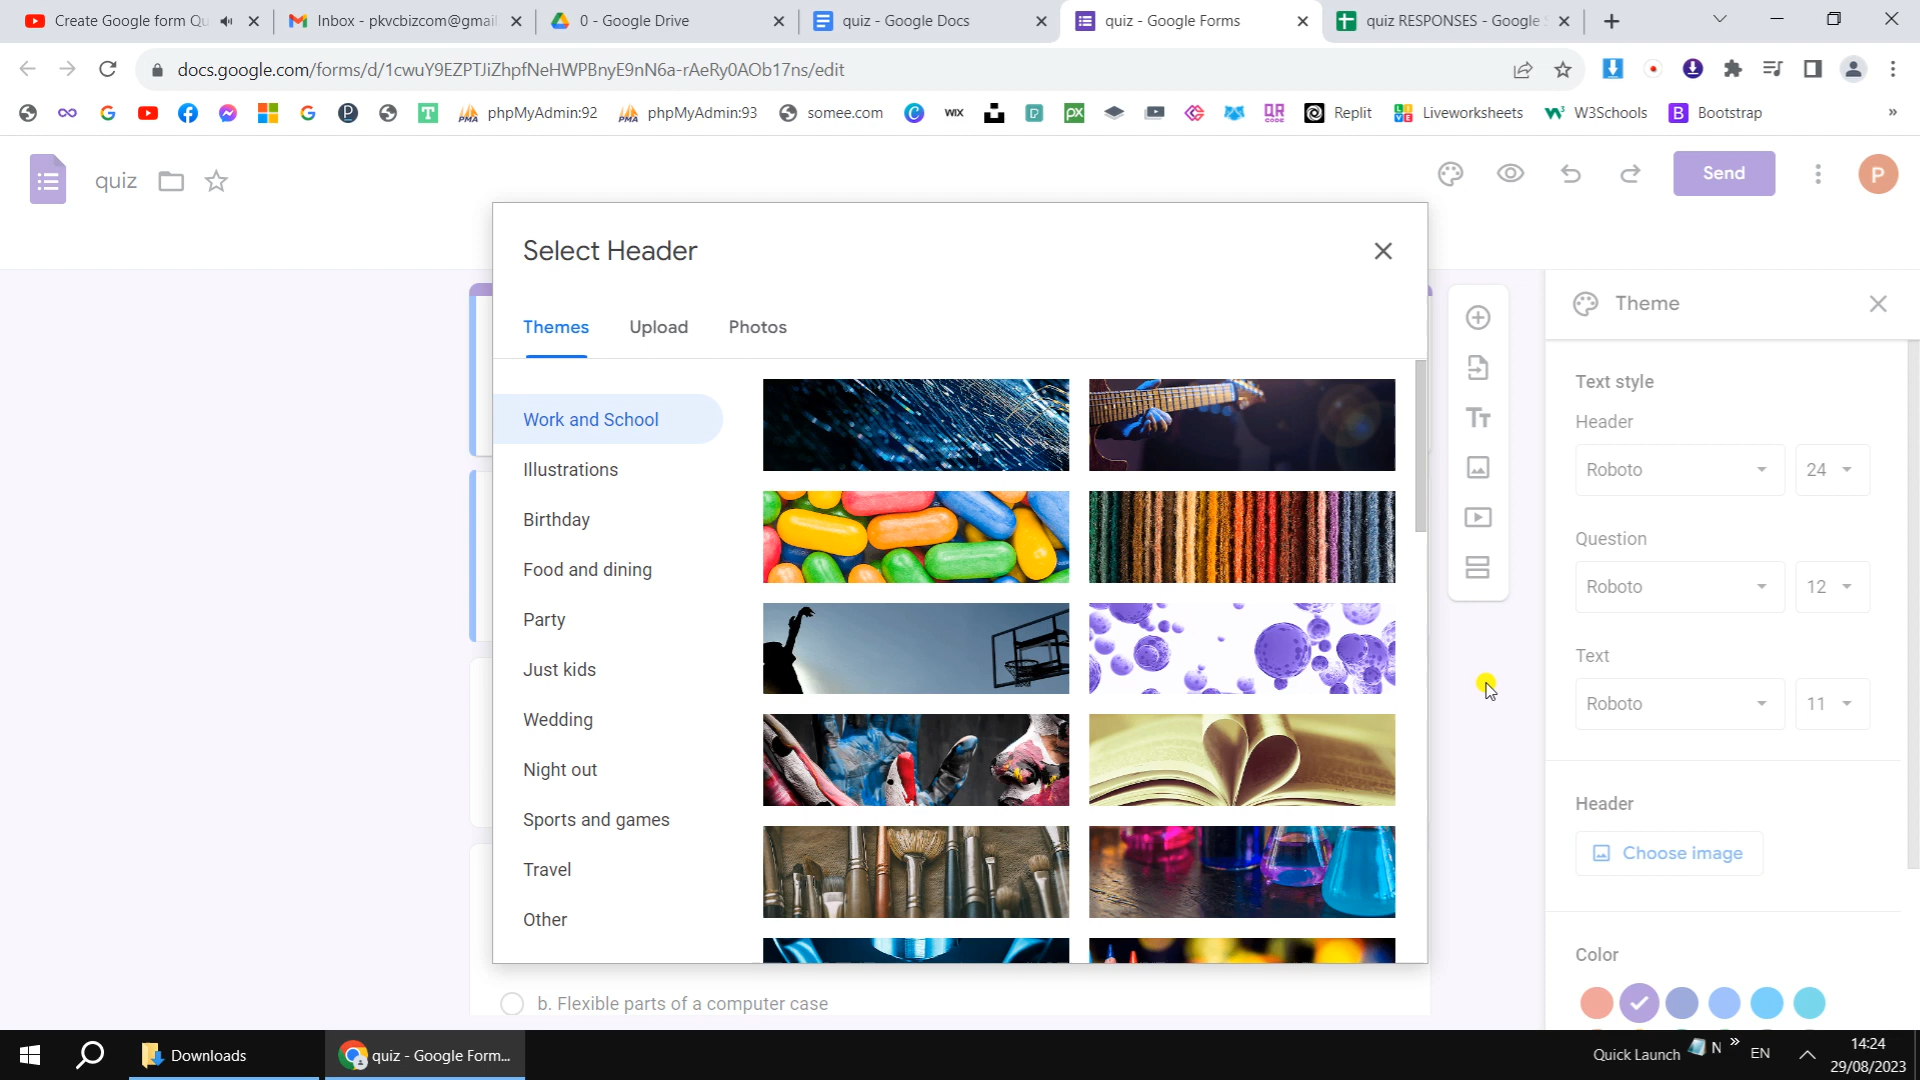 Create Google form Qu
Inbox - pkvcbizcom@gmail
0 - Google Drive
quiz - Google Docs
quiz - Google Forms
quiz RESPONSES - Google S
docs.google.com/forms/d/1cwuY9EZPTJiZhpfNeHWPBnyE9nN6a-rAeRy0AOb17ns/edit
phpMyAdmin:92
phpMyAdmin:93
somee.com
WIX
QR CODE
Replit
Liveworksheets
W3Schools
Bootstrap
quiz
Send
P
Select Header
Themes
Upload
Photos
Work and School
Illustrations
Birthday
Food and dining
Party
Just kids
Wedding
Night out
Sports and games
Travel
Other
b. Flexible parts of a computer case
Theme
Text style
Header
Roboto
24
Question
Roboto
12
Text
Roboto
11
Header
Choose image
Color
Downloads
quiz - Google Form...
Quick Launch
N
EN
14:24
29/08/2023